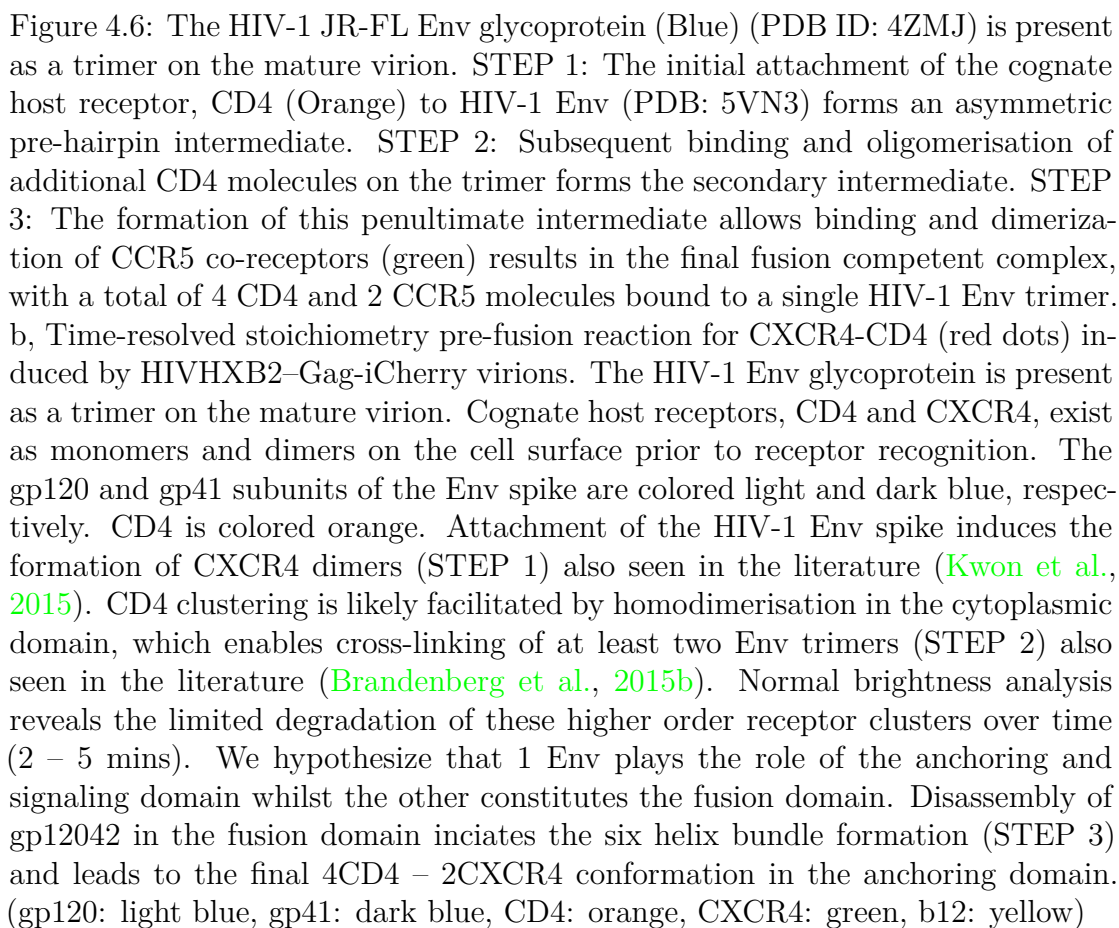 Figure 4.6: The HIV-1 JR-FL Env glycoprotein (Blue) (PDB ID: 4ZMJ) is present
as a trimer on the mature virion. STEP 1: The initial attachment of the cognate
host receptor, CD4 (Orange) to HIV-1 Env (PDB: 5VN3) forms an asymmetric
pre-hairpin intermediate. STEP 2: Subsequent binding and oligomerisation of
additional CD4 molecules on the trimer forms the secondary intermediate. STEP
3: The formation of this penultimate intermediate allows binding and dimeriza-
tion of CCR5 co-receptors (green) results in the final fusion competent complex,
with a total of 4 CD4 and 2 CCR5 molecules bound to a single HIV-1 Env trimer.
b, Time-resolved stoichiometry pre-fusion reaction for CXCR4-CD4 (red dots) in-
duced by HIVHXB2–Gag-iCherry virions. The HIV-1 Env glycoprotein is present
as a trimer on the mature virion. Cognate host receptors, CD4 and CXCR4, exist
as monomers and dimers on the cell surface prior to receptor recognition. The
gp120 and gp41 subunits of the Env spike are colored light and dark blue, respec-
tively. CD4 is colored orange. Attachment of the HIV-1 Env spike induces the
formation of CXCR4 dimers (STEP 1) also seen in the literature (Kwon et al.,
2015). CD4 clustering is likely facilitated by homodimerisation in the cytoplasmic
domain, which enables cross-linking of at least two Env trimers (STEP 2) also
seen in the literature (Brandenberg et al., 2015b). Normal brightness analysis
reveals the limited degradation of these higher order receptor clusters over time
(2 – 5 mins). We hypothesize that 1 Env plays the role of the anchoring and
signaling domain whilst the other constitutes the fusion domain. Disassembly of
gp12042 in the fusion domain inciates the six helix bundle formation (STEP 3)
and leads to the final 4CD4 – 2CXCR4 conformation in the anchoring domain.
(gp120: light blue, gp41: dark blue, CD4: orange, CXCR4: green, b12: yellow)